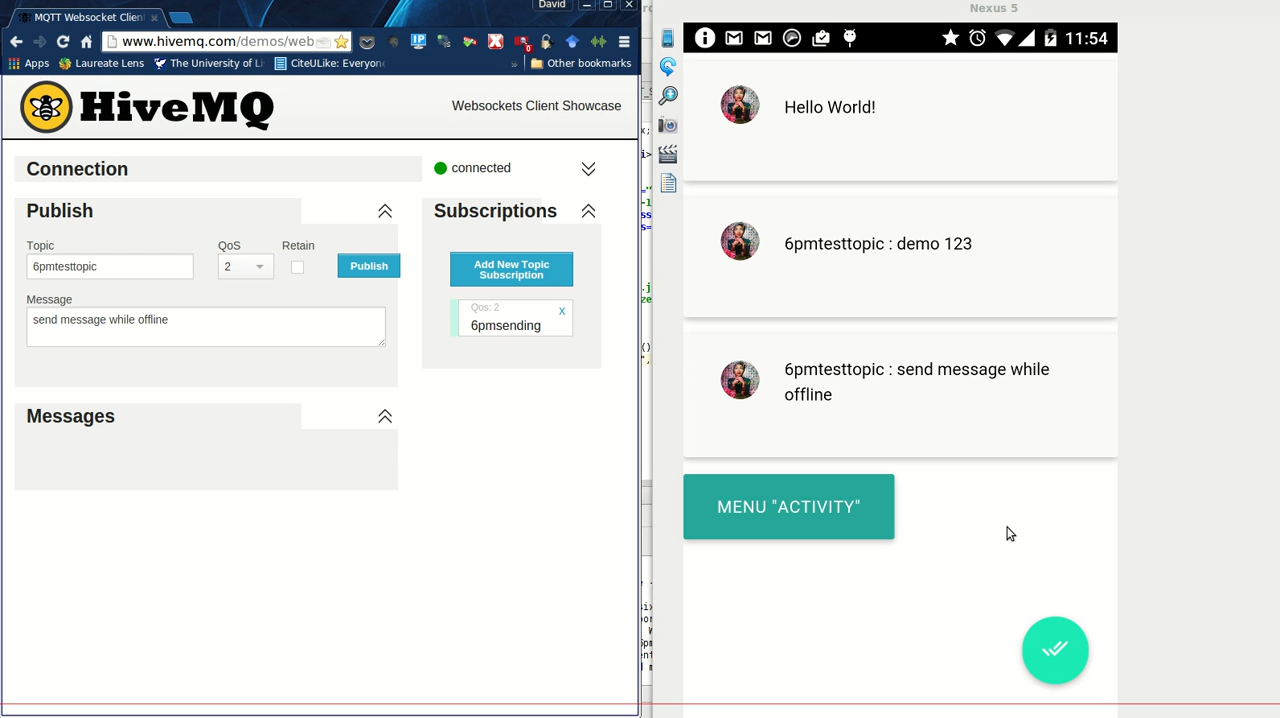 MQTT Websocket Clien
David
www.hivemq.com/demos/web
Apps
Laureate Lens
The University of Li
CiteULike: Everyon
»
Other bookmarks
HiveMQ
Websockets Client Showcase
Connection
connected
Publish
Topic
QoS
Retain
6pmtesttopic
2
Publish
Message
send message while offline
Subscriptions
Add New Topic
Subscription
Qos: 2
x
6pmsending
Messages
Nexus 5
11:54
Hello World!
6pmtesttopic : demo 123
6pmtesttopic : send message while
offline
MENU "ACTIVITY"